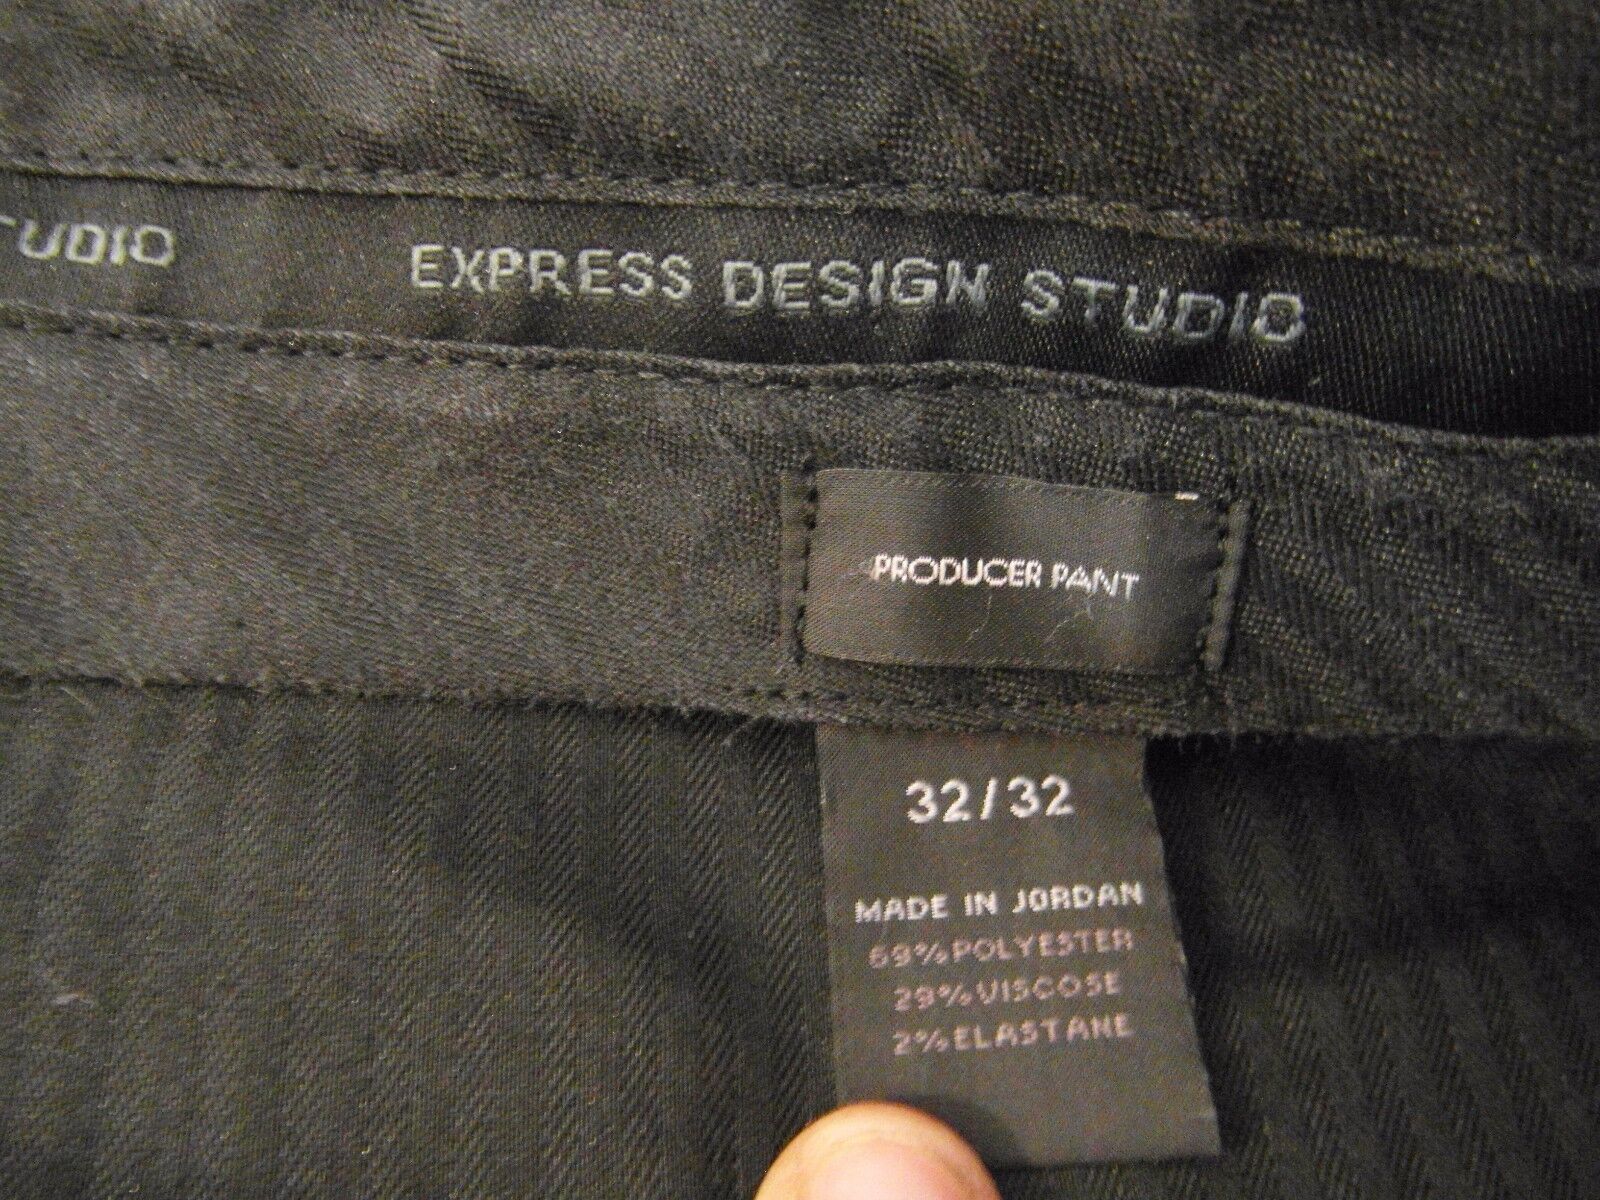 TUDIO EXPRESS DESIGN STUDIO
PRODUCER PANT
32/32
MADE IN JORDAN
69%POLYESTER
29%VISCOSE
2%ELASTANE